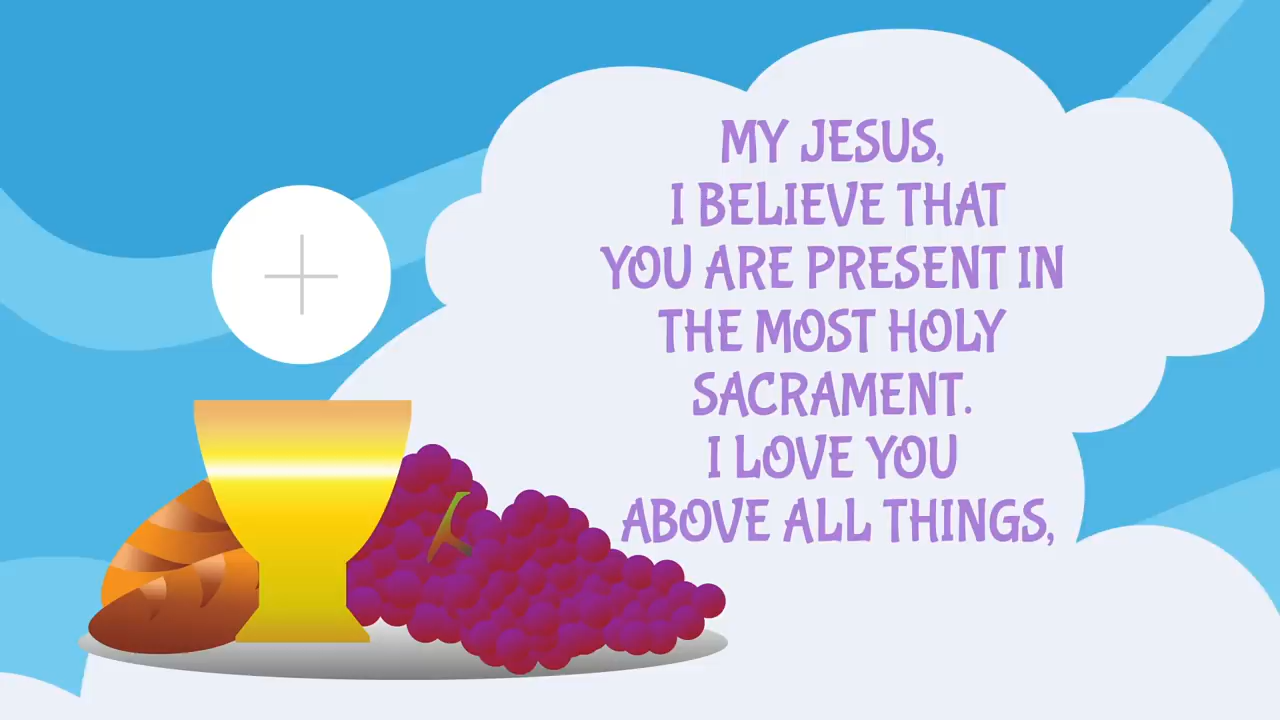 MY JESUS,
I BELIEVE THAT
YOU ARE PRESENT IN
THE MOST HOLY
SACRAMENT.
I LOVE YOU
ABOVE ALL THINGS,